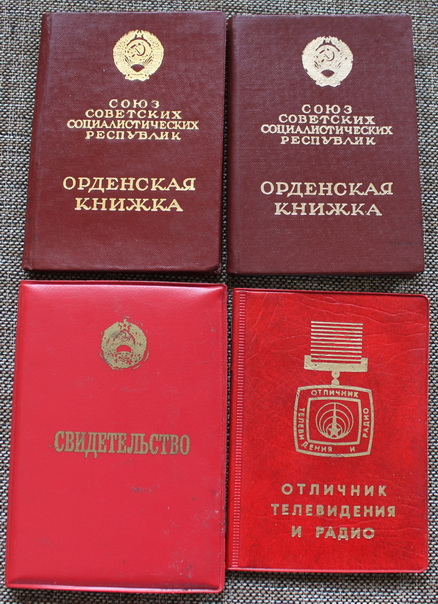 СОЮЗ
СОВЕТСКИХ
СОЦИАЛИСТИЧЕСКИХ
РЕСПУБЛИК
ОРДЕНСКАЯ
КНИЖКА
СОЮЗ
СОВЕТСКИХ
СОЦИАЛИСТИЧЕСКИХ
РЕСПУБЛИК
ОРДЕНСКАЯ
КНИЖКА
СВИДЕТЕЛЬСТВО
ОТЛИЧНИК
ТЕЛЕВИДЕНИЯ И РАДИО
ОТЛИЧНИК
ТЕЛЕВИДЕНИЯ
И РАДИО